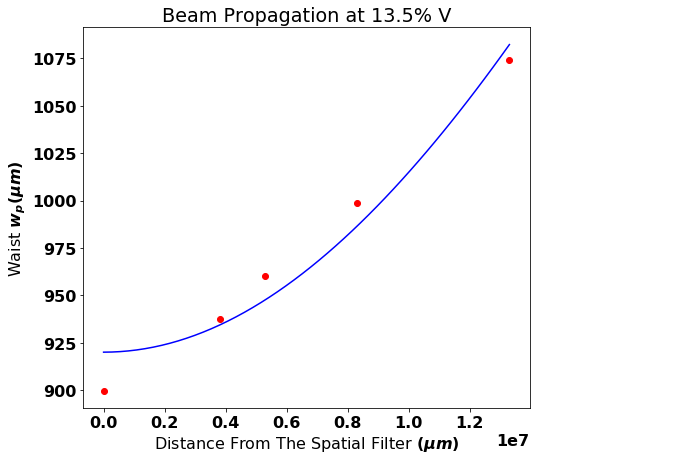 Beam Propagation at 13.5% V
Waist w_p(μm)
1075
1050
1025
1000
975
950
925
900
0.0 0.2 0.4 0.6 0.8 1.0 1.2
1e7
Distance From The Spatial Filter (μm)